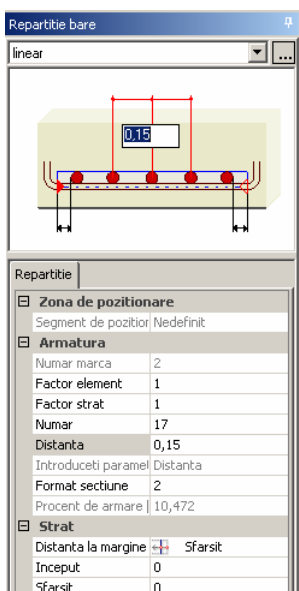 Repartitie bare
linear
...
0,15
Repartitie
Zona de pozitionare
Segment de pozitior Nedefinit
Armatura
Numar marca 2
Factor element 1
Factor strat 1
Numar 17
Distanta 0,15
Introduceti paramet Distanta
Format sectiune 2
Procent de armare 10,472
Strat
Distanta la margine Sfarsit
Inceput 0
Sfarsit 0